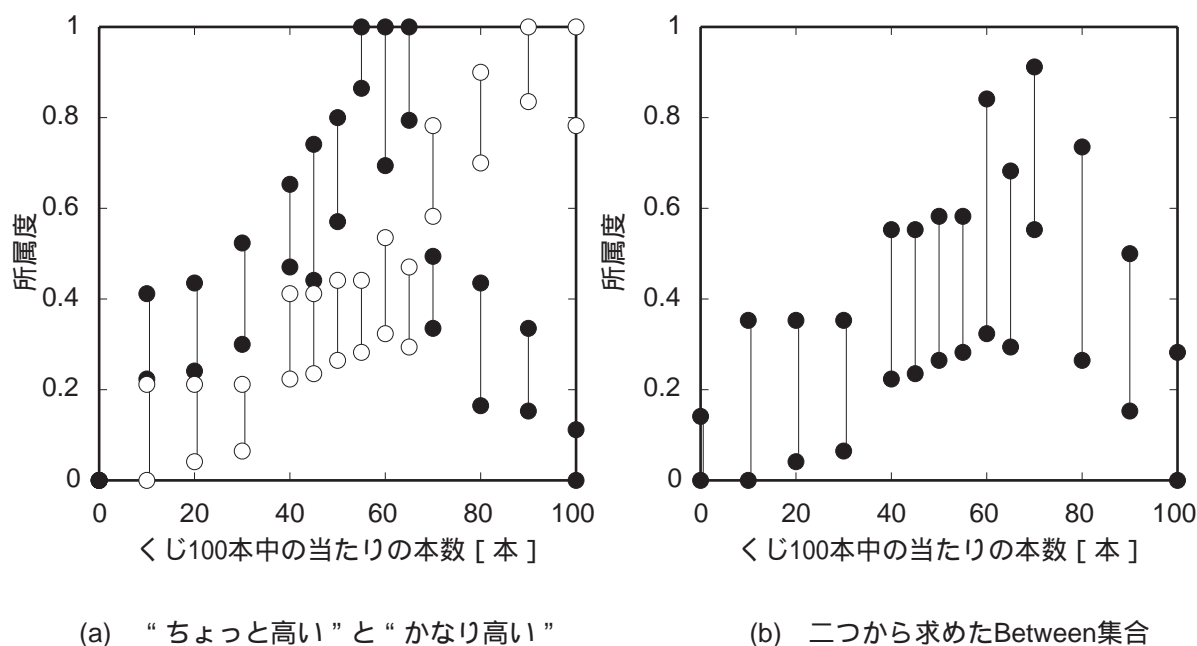 1
0.8
0.6
0.4
0.2
0
所属度
0 20 40 60 80 100
くじ100本中の当たりの本数 [ 本 ]
(a) “ ちょっと高い ” と “ かなり高い ”
1
0.8
0.6
0.4
0.2
0
所属度
0 20 40 60 80 100
くじ100本中の当たりの本数 [ 本 ]
(b) 二つから求めたBetween集合